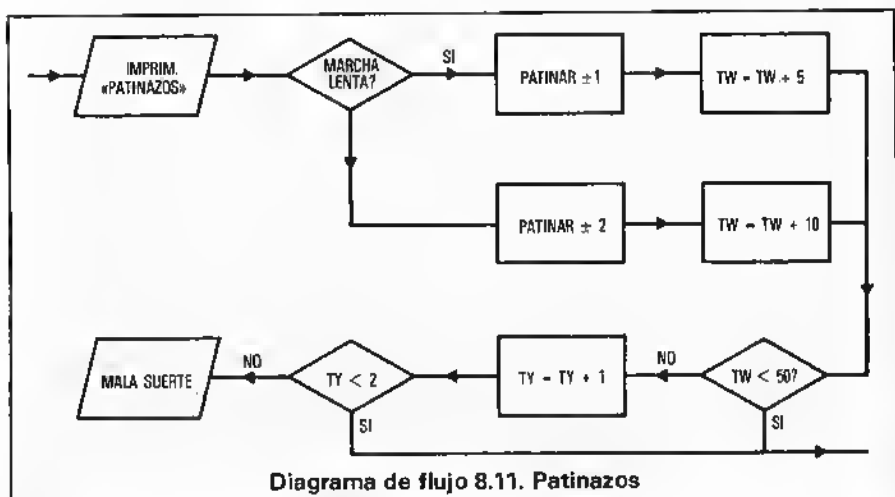 IMPRIM.
«PATINAZOS»
MARCHA
LENTA?
SI
PATINAR ±1
TW = TW + 5
PATINAR ± 2
TW = TW + 10
MALA SUERTE
NO
TY < 2
TY = TY + 1
NO
TW < 50?
SI
SI
Diagrama de flujo 8.11. Patinazos